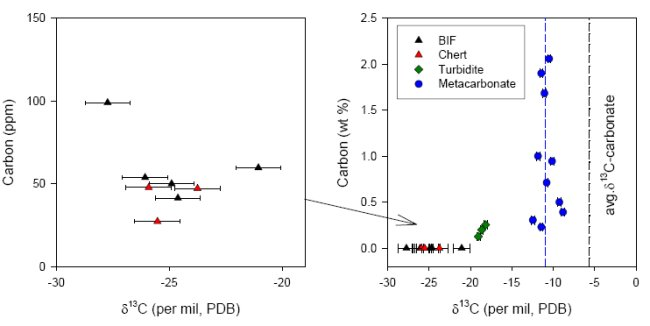 150
100
50
0
Carbon (ppm)
-30
-25
-20
δ¹³C (per mil, PDB)
2.5
2.0
1.5
1.0
0.5
0.0
Carbon (wt %)
BIF
Chert
Turbidite
Metacarbonate
avg.δ¹³C-carbonate
-30
-25
-20
-15
-10
-5
0
δ¹³C (per mil, PDB)